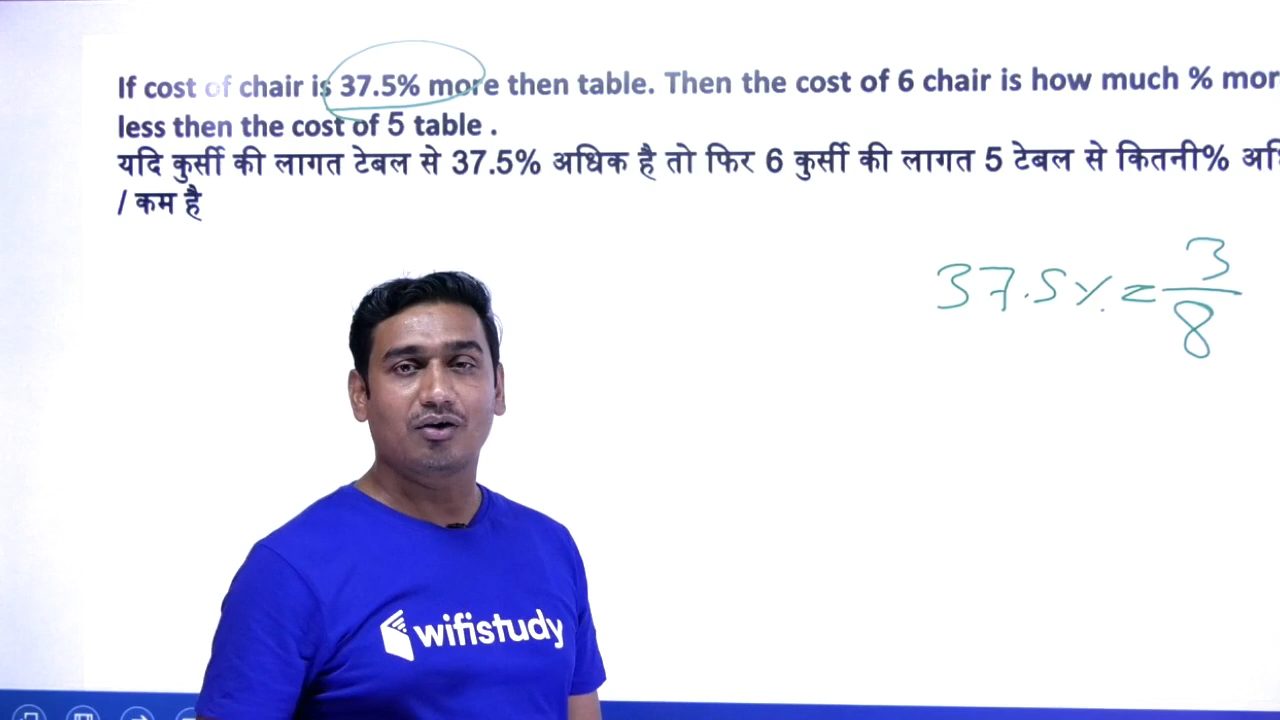 If cost of chair is 37.5% more then table. Then the cost of 6 chair is how much % mor
less then the cost of 5 table .
यदि कुर्सी की लागत टेबल से 37.5% अधिक है तो फिर 6 कुर्सी की लागत 5 टेबल से कितनी% अधि
/ कम है
37.5% = 3/8
wifistudy